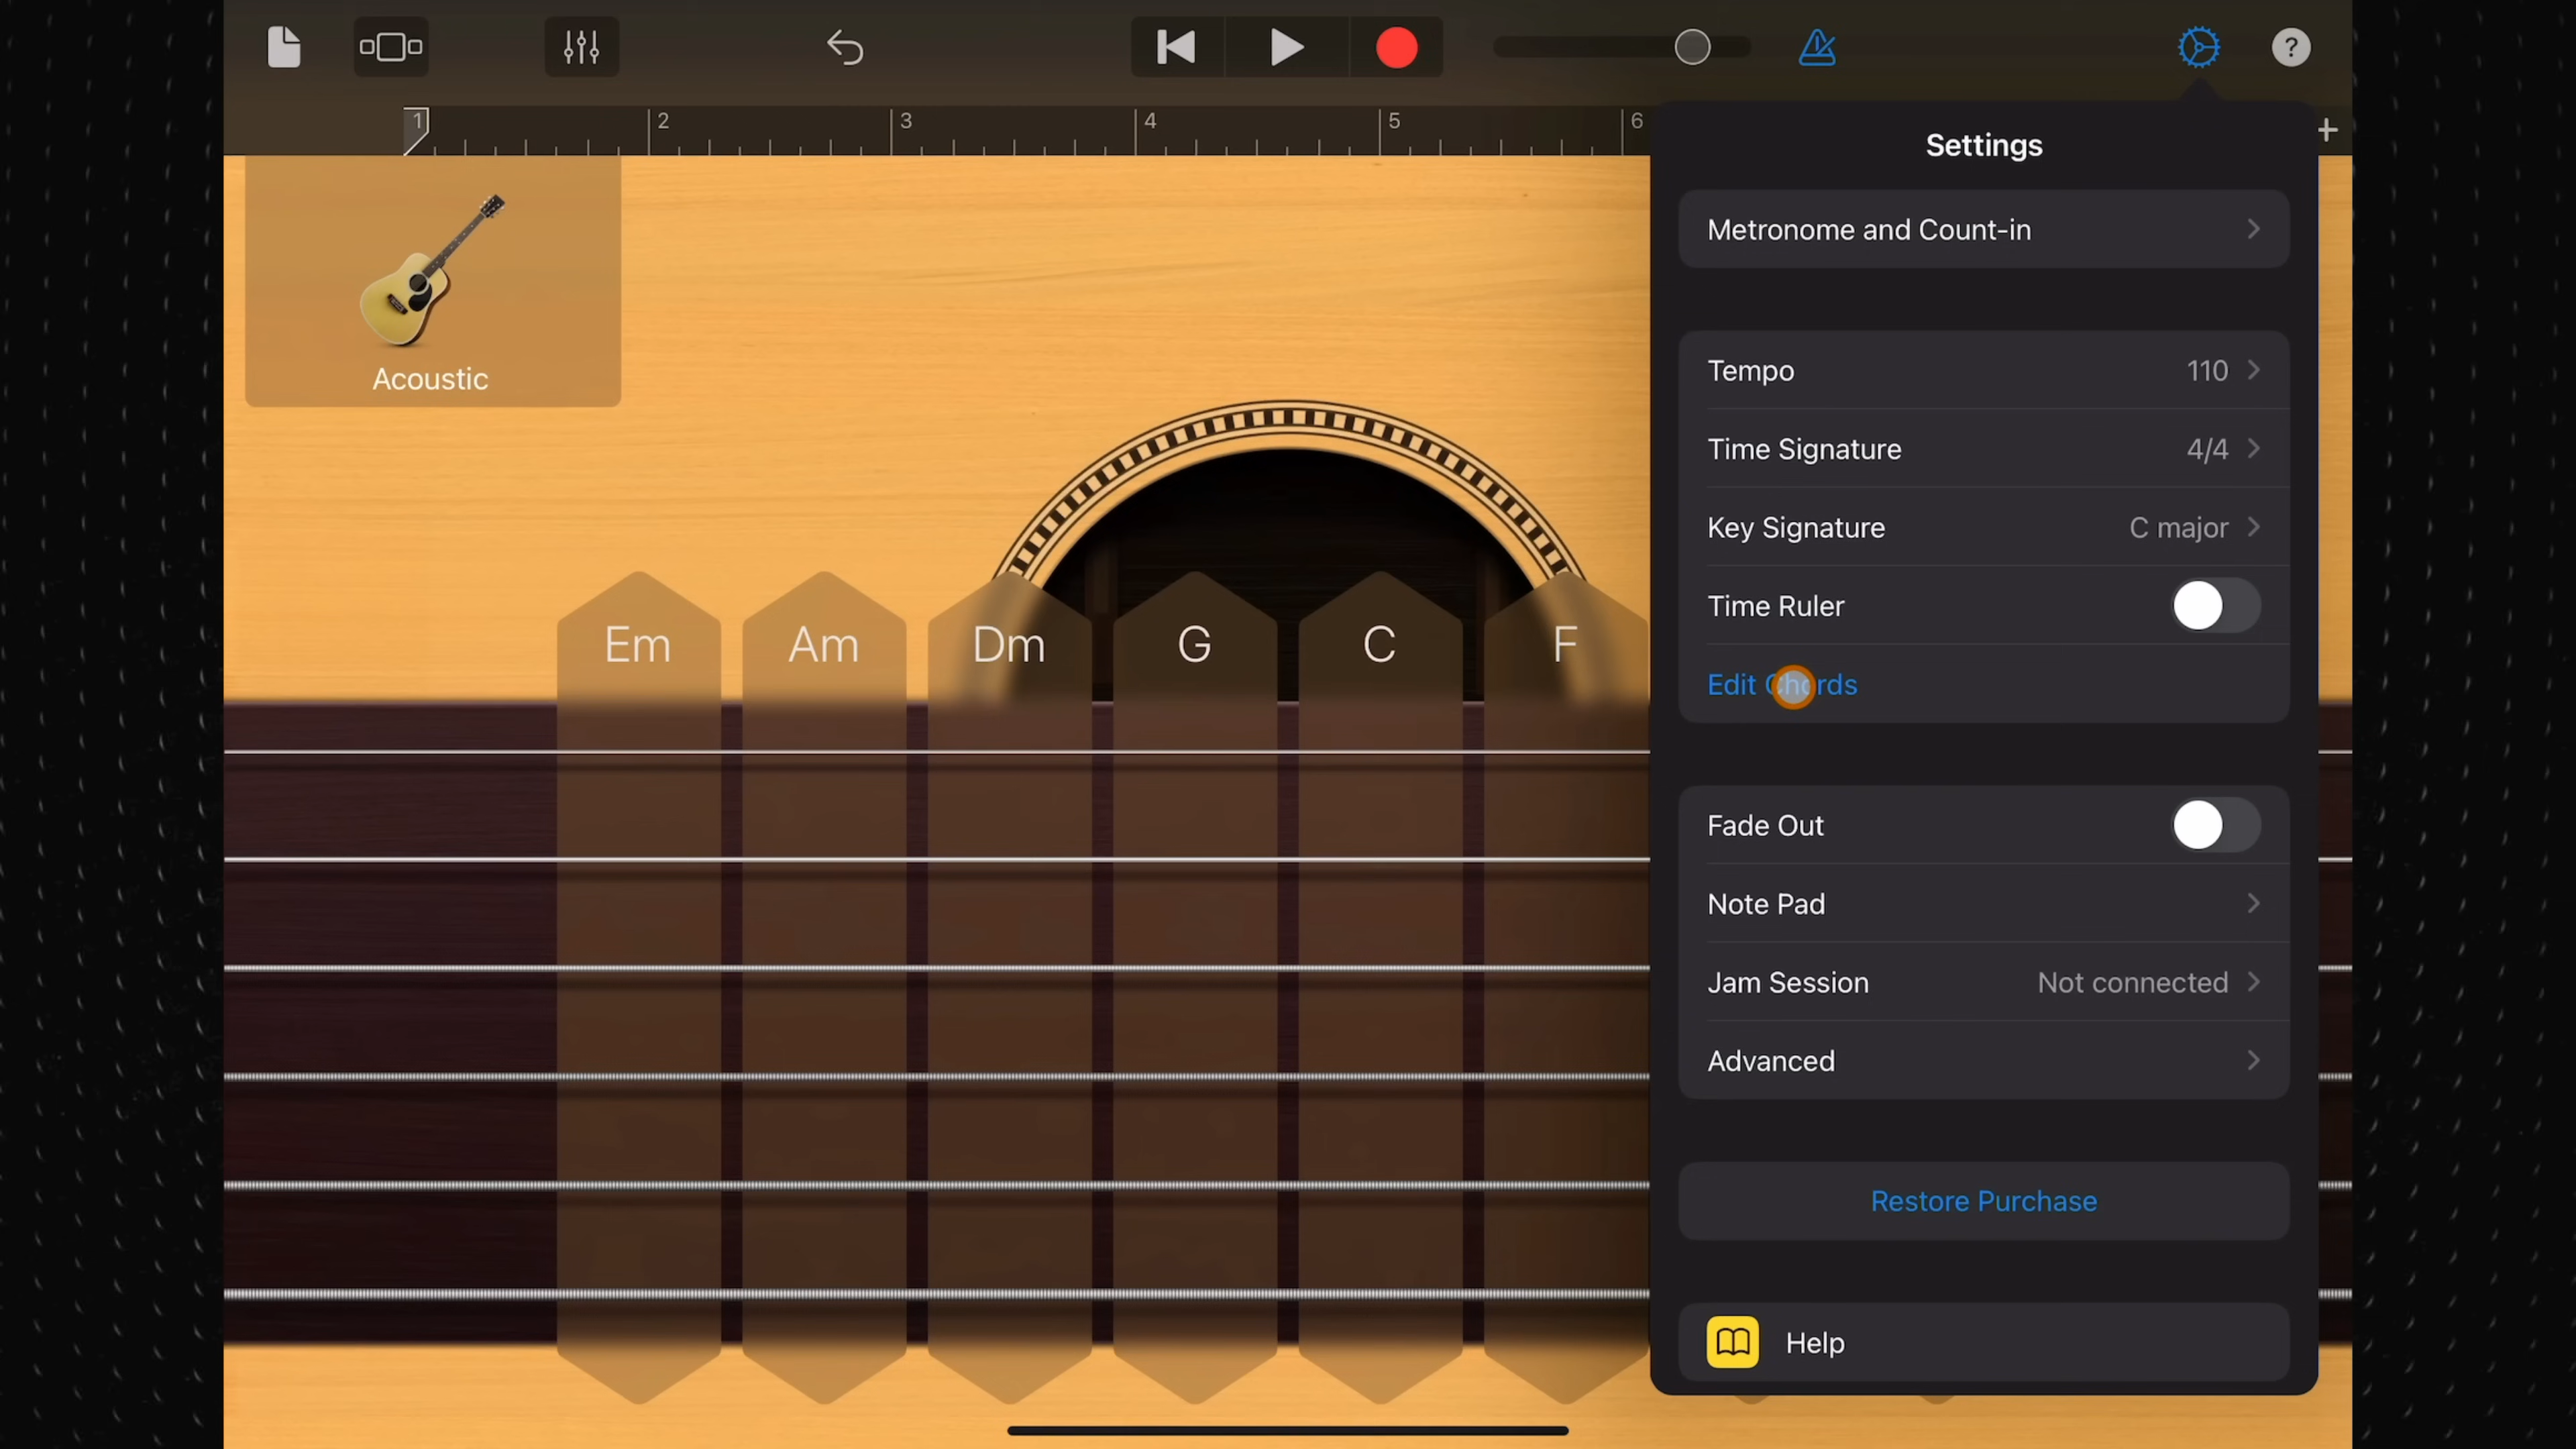 ?
1
2
3
4
5
6
+
Settings
Metronome and Count-in
Tempo 110
Time Signature 4/4
Key Signature C major
Time Ruler
Edit Chords
Fade Out
Note Pad
Jam Session Not connected
Advanced
Restore Purchase
Help
Acoustic
Em Am Dm G C F